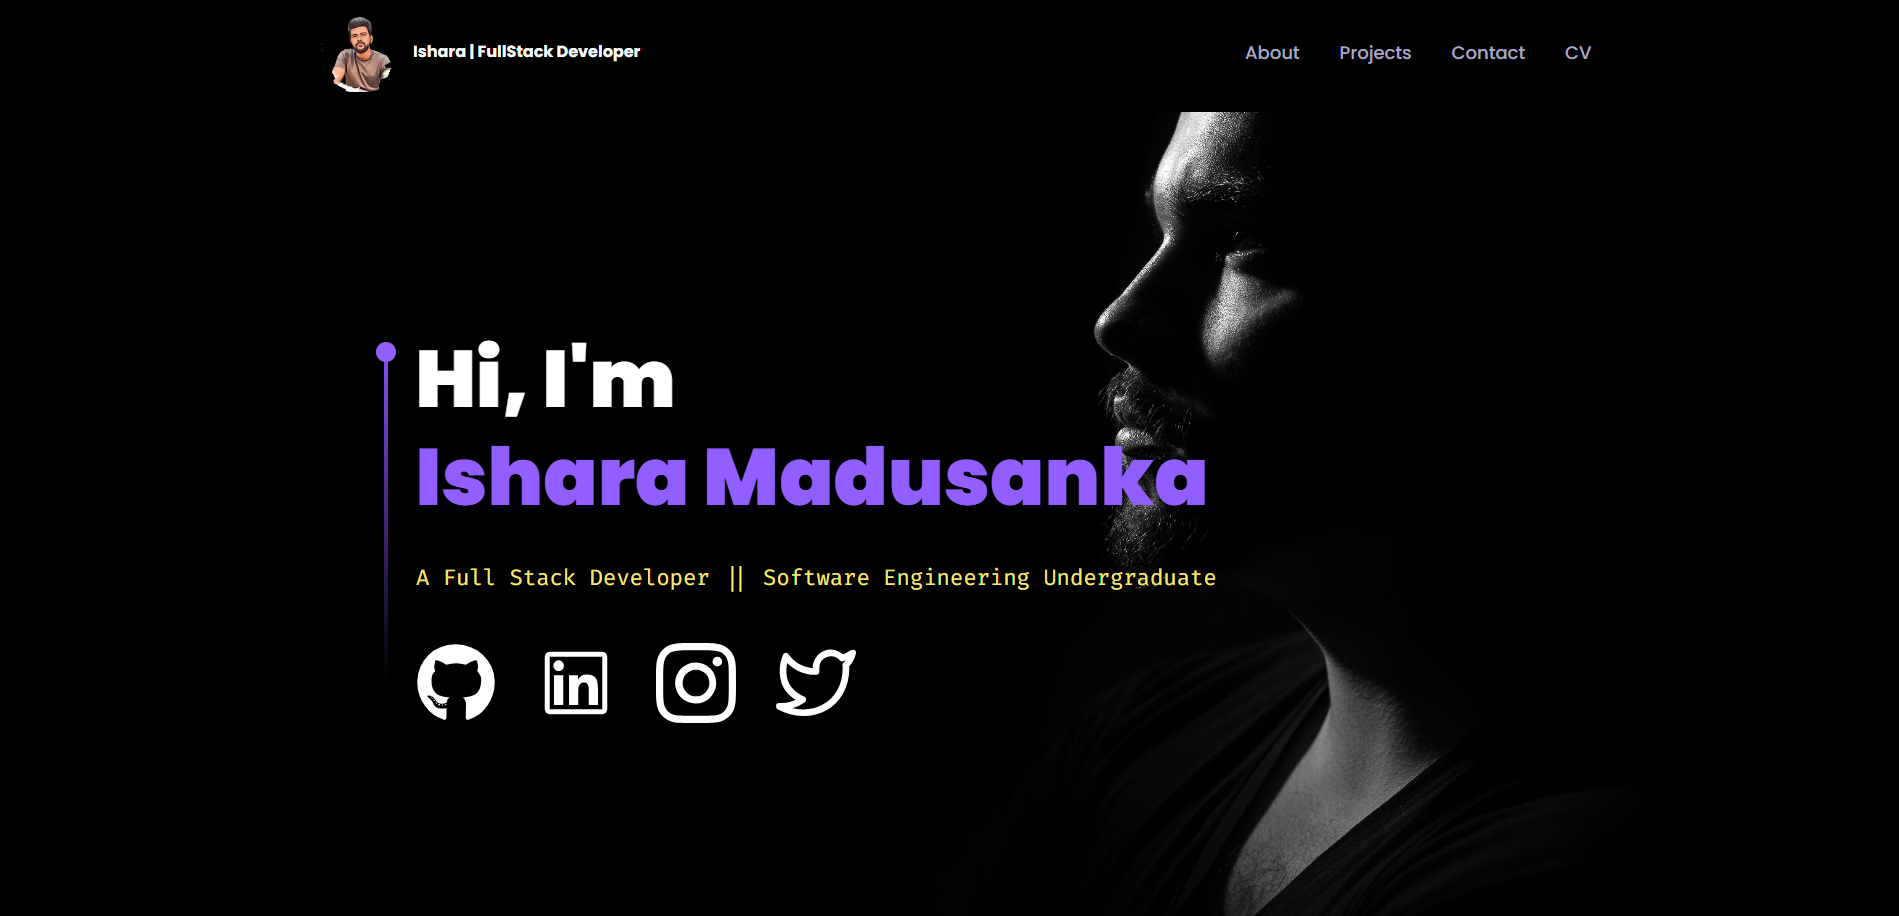 Ishara | FullStack Developer
About Projects Contact CV
Hi, I'm
Ishara Madusanka
A Full Stack Developer || Software Engineering Undergraduate
in